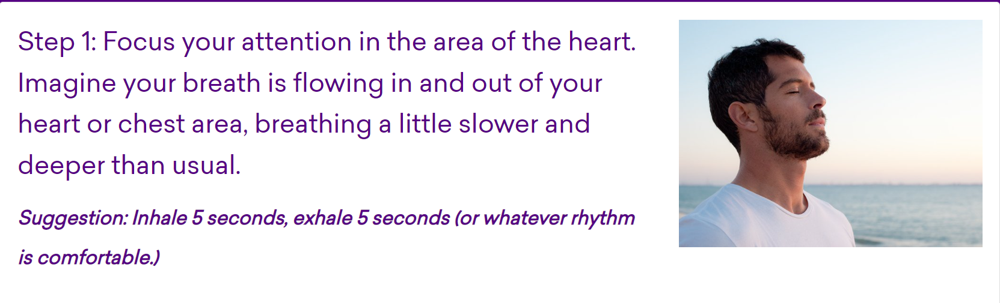 Step 1: Focus your attention in the area of the heart.
Imagine your breath is flowing in and out of your
heart or chest area, breathing a little slower and
deeper than usual.
Suggestion: Inhale 5 seconds, exhale 5 seconds (or whatever rhythm
is comfortable.)